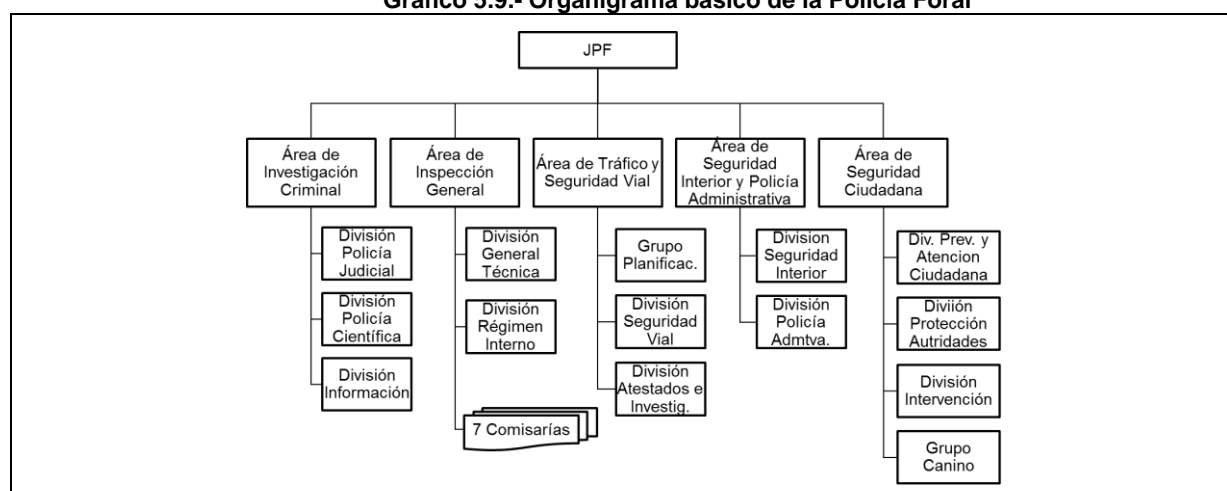 Gráfico 5.9.- Organigrama básico de la Policía Foral
JPF
Área de
Investigación
Criminal
Área de
Inspección
General
Área de Tráfico y
Seguridad Vial
Área de
Seguridad
Interior y Policía
Administrativa
Área de
Seguridad
Ciudadana
División
Policía
Judicial
División
Policía
Científica
División
Información
División
General
Técnica
División
Régimen
Interno
7 Comisarías
Grupo
Planificac.
División
Seguridad
Vial
División
Atestados e
Investig.
Division
Seguridad
Interior
División
Policía
Admtva.
Div. Prev. y
Atencion
Ciudadana
Diviión
Protección
Autridades
División
Intervención
Grupo
Canino